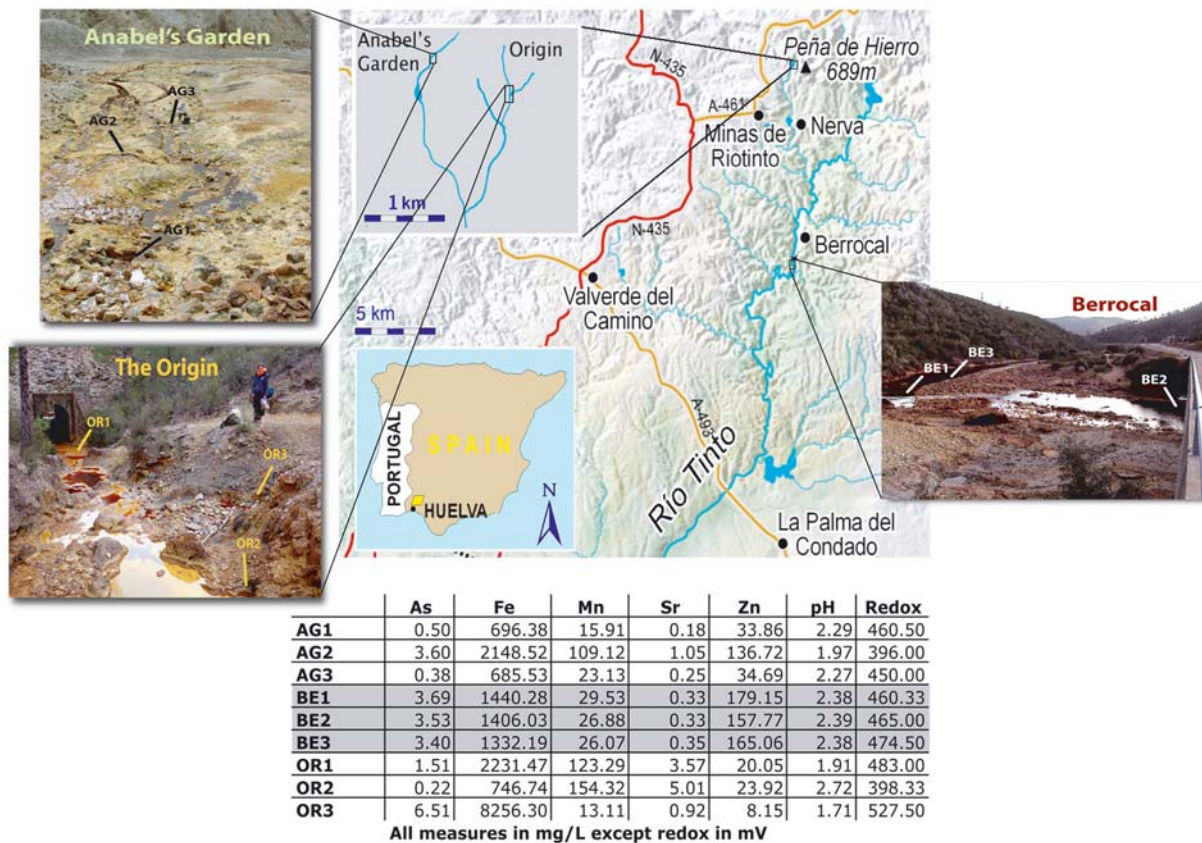 Anabel's Garden
AG3
AG2
AG1
The Origin
OR1
OR3
OR2
Anabel's
Garden
Origin
1 km
N-435
Peña de Hierro
689m
A-461
Minas de
Riotinto
Nerva
N-435
Berrocal
Valverde del
Camino
5 km
A-493
Río Tinto
La Palma del
Condado
PORTUGAL
SPAIN
HUELVA
N
Berrocal
BE1
BE3
BE2
As Fe Mn Sr Zn pH Redox
AG1 0.50 696.38 15.91 0.18 33.86 2.29 460.50
AG2 3.60 2148.52 109.12 1.05 136.72 1.97 396.00
AG3 0.38 685.53 23.13 0.25 34.69 2.27 450.00
BE1 3.69 1440.28 29.53 0.33 179.15 2.38 460.33
BE2 3.53 1406.03 26.88 0.33 157.77 2.39 465.00
BE3 3.40 1332.19 26.07 0.35 165.06 2.38 474.50
OR1 1.51 2231.47 123.29 3.57 20.05 1.91 483.00
OR2 0.22 746.74 154.32 5.01 23.92 2.72 398.33
OR3 6.51 8256.30 13.11 0.92 8.15 1.71 527.50
All measures in mg/L except redox in mV